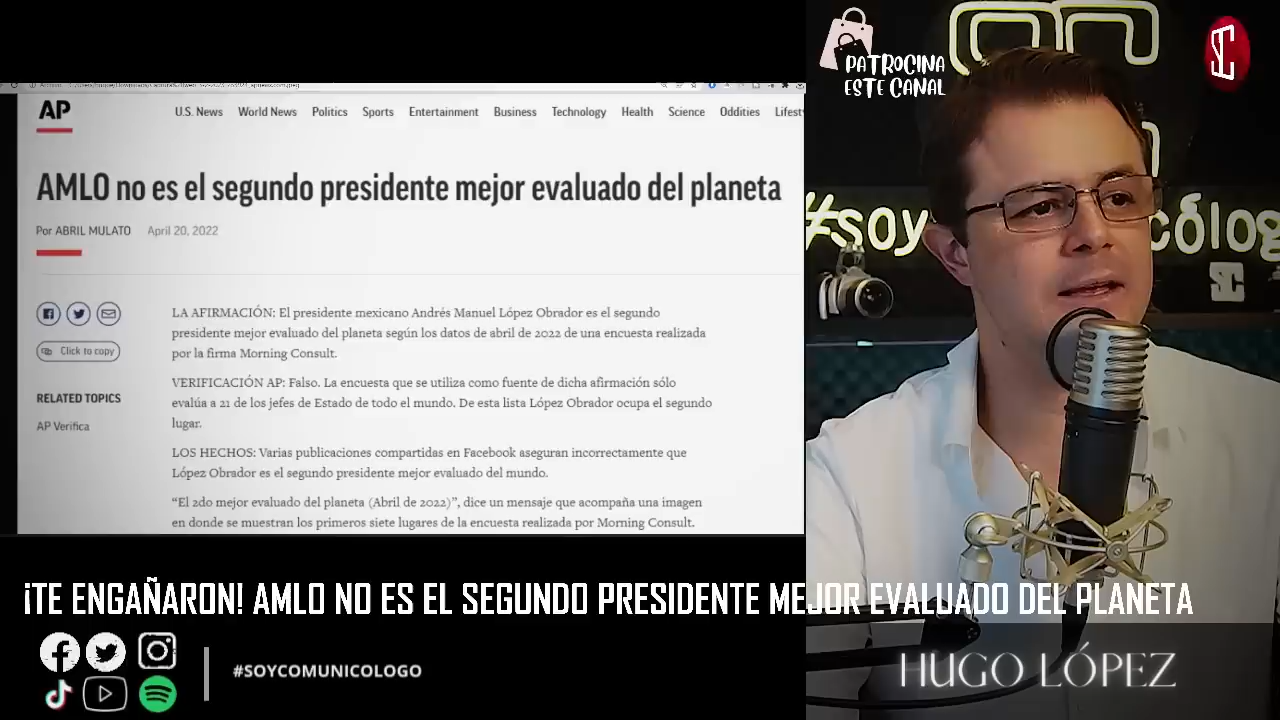 PATROCINA
ESTE CANAL
SC
AP
U.S. News World News Politics Sports Entertainment Business Technology Health Science Oddities Lifest
AMLO no es el segundo presidente mejor evaluado del planeta
Por ABRIL MULATO April 20, 2022
Click to copy
RELATED TOPICS
AP Verifica
LA AFIRMACIÓN: El presidente mexicano Andrés Manuel López Obrador es el segundo
presidente mejor evaluado del planeta según los datos de abril de 2022 de una encuesta realizada
por la firma Morning Consult.
VERIFICACIÓN AP: Falso. La encuesta que se utiliza como fuente de dicha afirmación sólo
evalúa a 21 de los jefes de Estado de todo el mundo. De esta lista López Obrador ocupa el segundo
lugar.
LOS HECHOS: Varias publicaciones compartidas en Facebook aseguran incorrectamente que
López Obrador es el segundo presidente mejor evaluado del mundo.
“El 2do mejor evaluado del planeta (Abril de 2022)”, dice un mensaje que acompaña una imagen
en donde se muestran los primeros siete lugares de la encuesta realizada por Morning Consult.
#soy cólog
SC
¡TE ENGAÑARON! AMLO NO ES EL SEGUNDO PRESIDENTE MEJOR EVALUADO DEL PLANETA
#SOYCOMUNICOLOGO
HUGO LÓPEZ